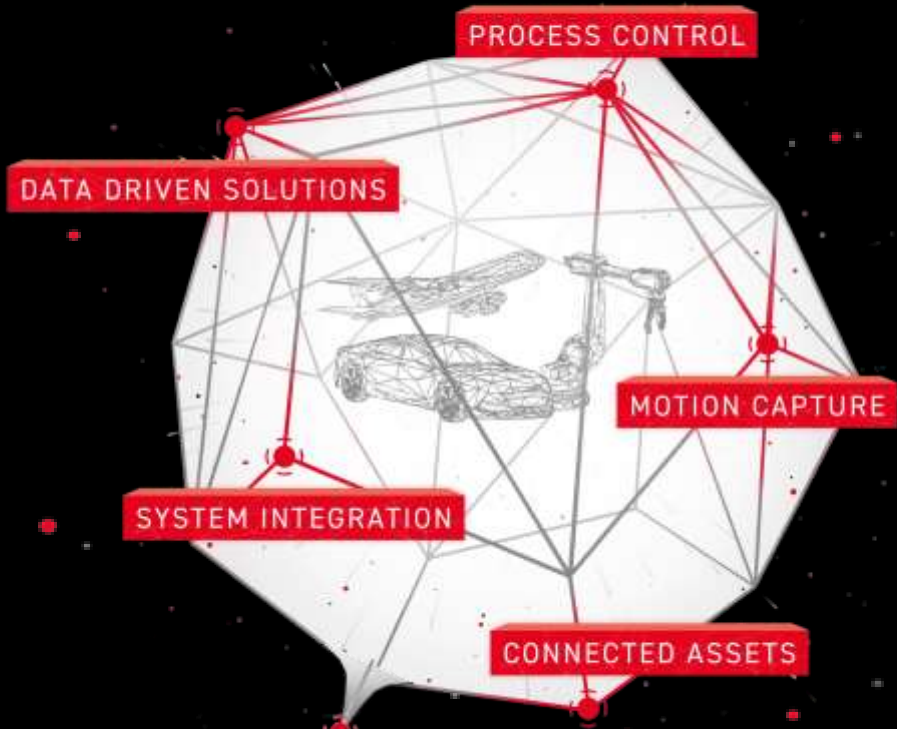 PROCESS CONTROL
DATA DRIVEN SOLUTIONS
MOTION CAPTURE
SYSTEM INTEGRATION
CONNECTED ASSETS